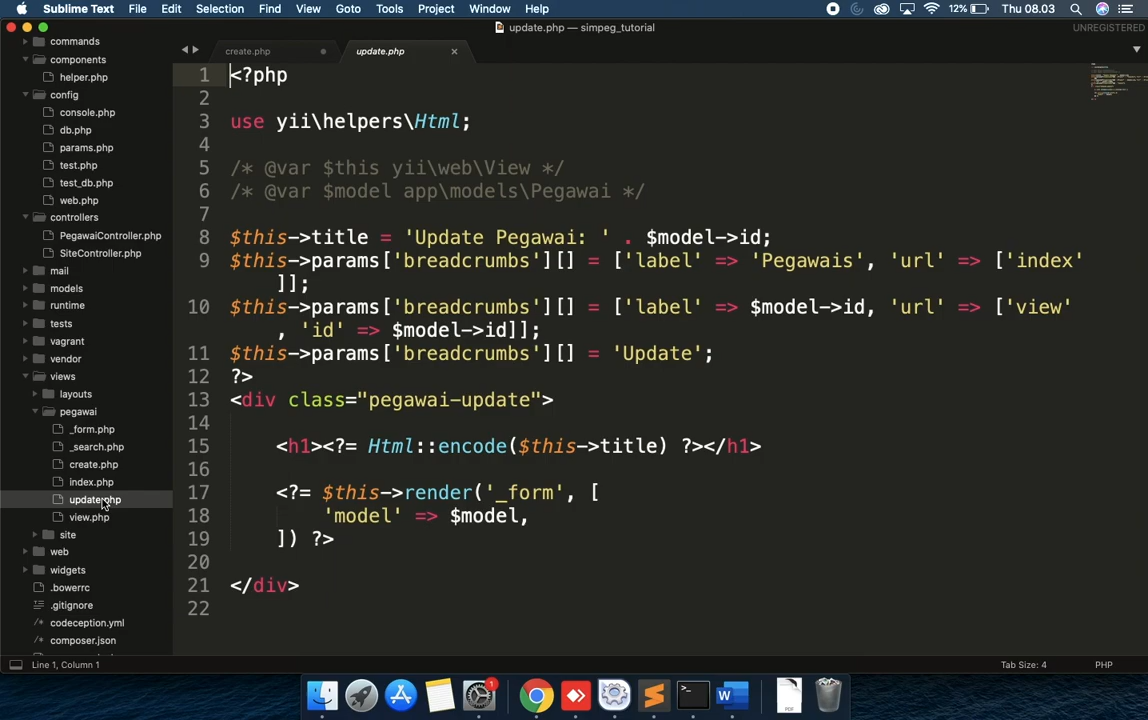 Sublime Text File Edit Selection Find View Goto Tools Project Window Help 12% Thu 08.03
update.php — simpeg_tutorial UNREGISTERED
commands
components
helper.php
config
console.php
db.php
params.php
test.php
test_db.php
web.php
controllers
PegawaiController.php
SiteController.php
mail
models
runtime
tests
vagrant
vendor
views
layouts
pegawai
_form.php
_search.php
create.php
index.php
update.php
view.php
site
web
widgets
.bowerrc
.gitignore
codeception.yml
composer.json
create.php update.php
1 <?php
2
3 use yii\helpers\Html;
4
5 /* @var $this yii\web\View */
6 /* @var $model app\models\Pegawai */
7
8 $this->title = 'Update Pegawai: ' . $model->id;
9 $this->params['breadcrumbs'][] = ['label' => 'Pegawais', 'url' => ['index'
]];
10 $this->params['breadcrumbs'][] = ['label' => $model->id, 'url' => ['view'
, 'id' => $model->id]];
11 $this->params['breadcrumbs'][] = 'Update';
12 ?>
13 <div class="pegawai-update">
14
15 <h1><?= Html::encode($this->title) ?></h1>
16
17 <?= $this->render('_form', [
18 'model' => $model,
19 ]) ?>
20
21 </div>
22
Line 1, Column 1 Tab Size: 4 PHP
1
PDF